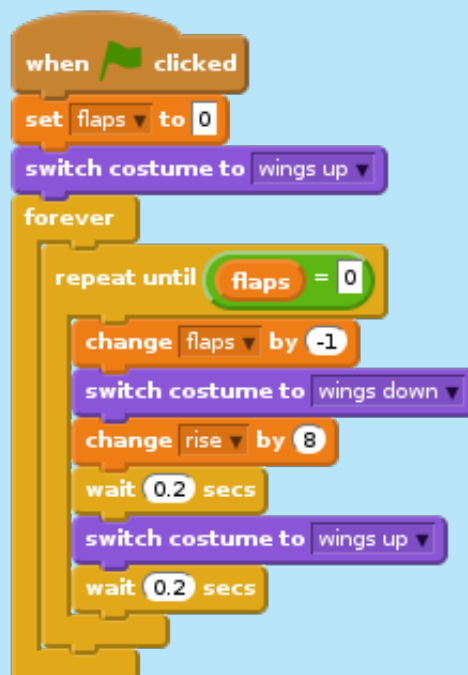 when clicked
set flaps to 0
switch costume to wings up
forever
repeat until flaps = 0
change flaps by -1
switch costume to wings down
change rise by 8
wait 0.2 secs
switch costume to wings up
wait 0.2 secs